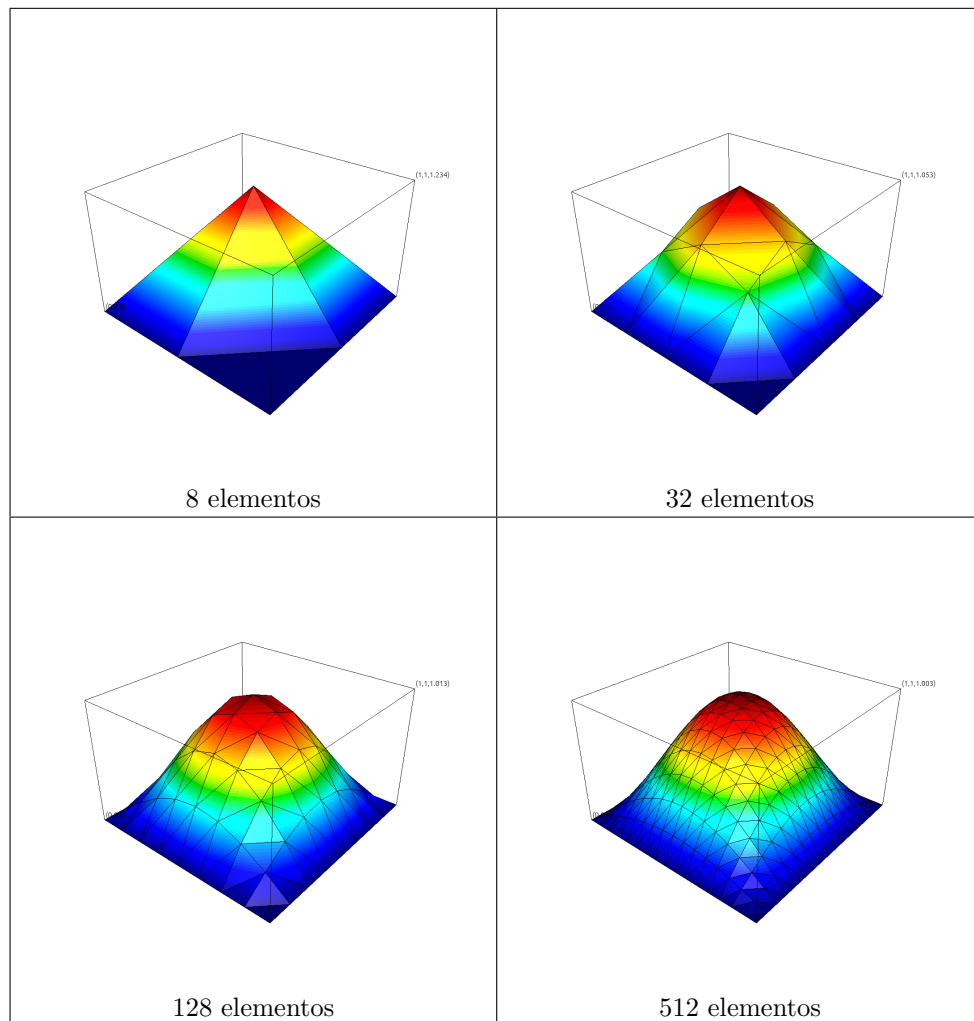 (1,1,1.234)
8 elementos
(1,1,1.053)
32 elementos
(1,1,1.013)
128 elementos
(1,1,1.003)
512 elementos